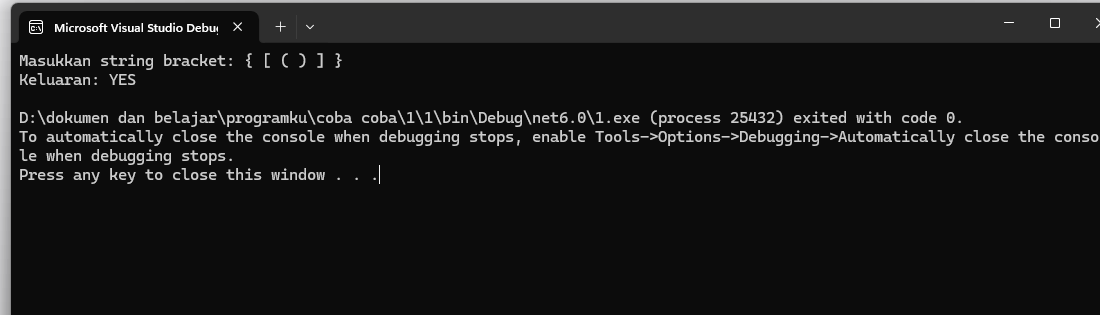 Microsoft Visual Studio Debu
Masukkan string bracket: { [ ( ) ] }
Keluaran: YES
D:\dokumen dan belajar\programku\coba coba\1\1\bin\Debug\net6.0\1.exe (process 25432) exited with code 0.
To automatically close the console when debugging stops, enable Tools->Options->Debugging->Automatically close the conso
le when debugging stops.
Press any key to close this window . . .